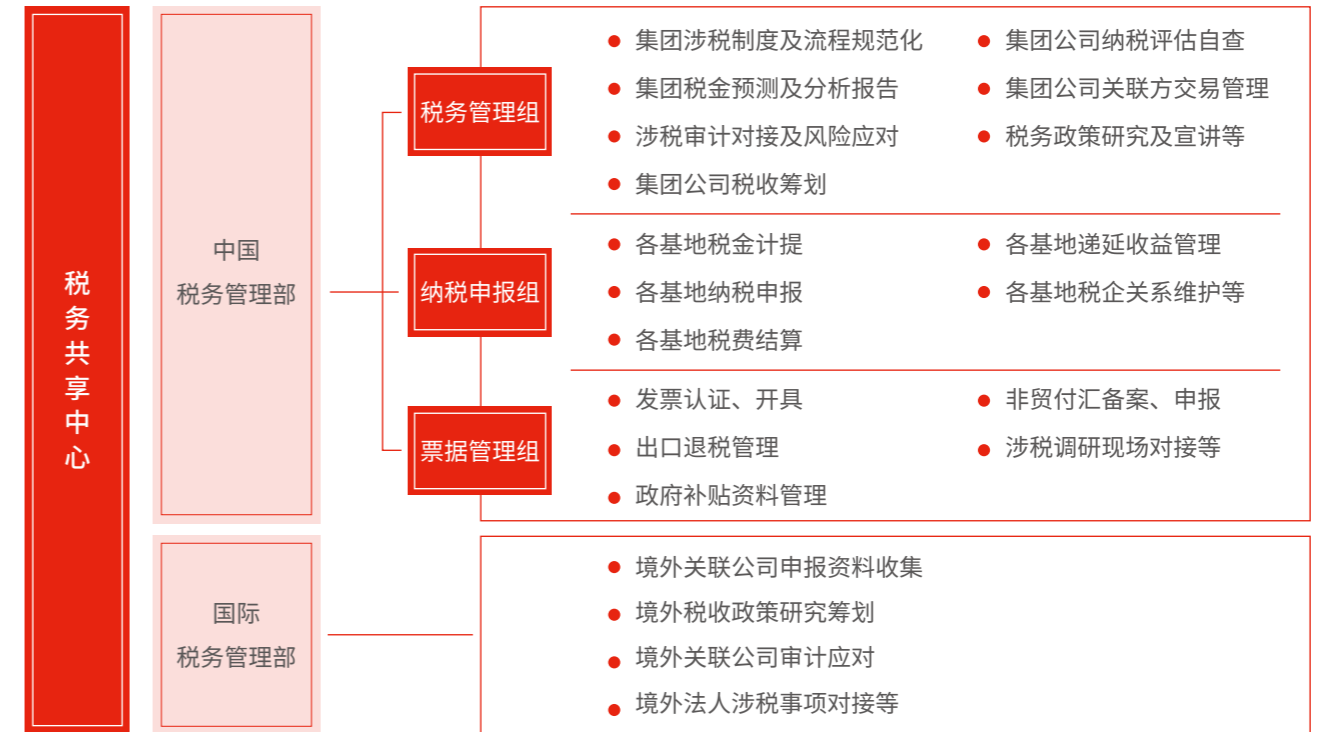 税务共享中心
中国
税务管理部
税务管理组
集团涉税制度及流程规范化
集团公司纳税评估自查
集团税金预测及分析报告
集团公司关联方交易管理
涉税审计对接及风险应对
税务政策研究及宣讲等
集团公司税收筹划
纳税申报组
各基地税金计提
各基地递延收益管理
各基地纳税申报
各基地税企关系维护等
各基地税费结算
票据管理组
发票认证、开具
非贸付汇备案、申报
出口退税管理
涉税调研现场对接等
政府补贴资料管理
国际
税务管理部
境外关联公司申报资料收集
境外税收政策研究筹划
境外关联公司审计应对
境外法人涉税事项对接等